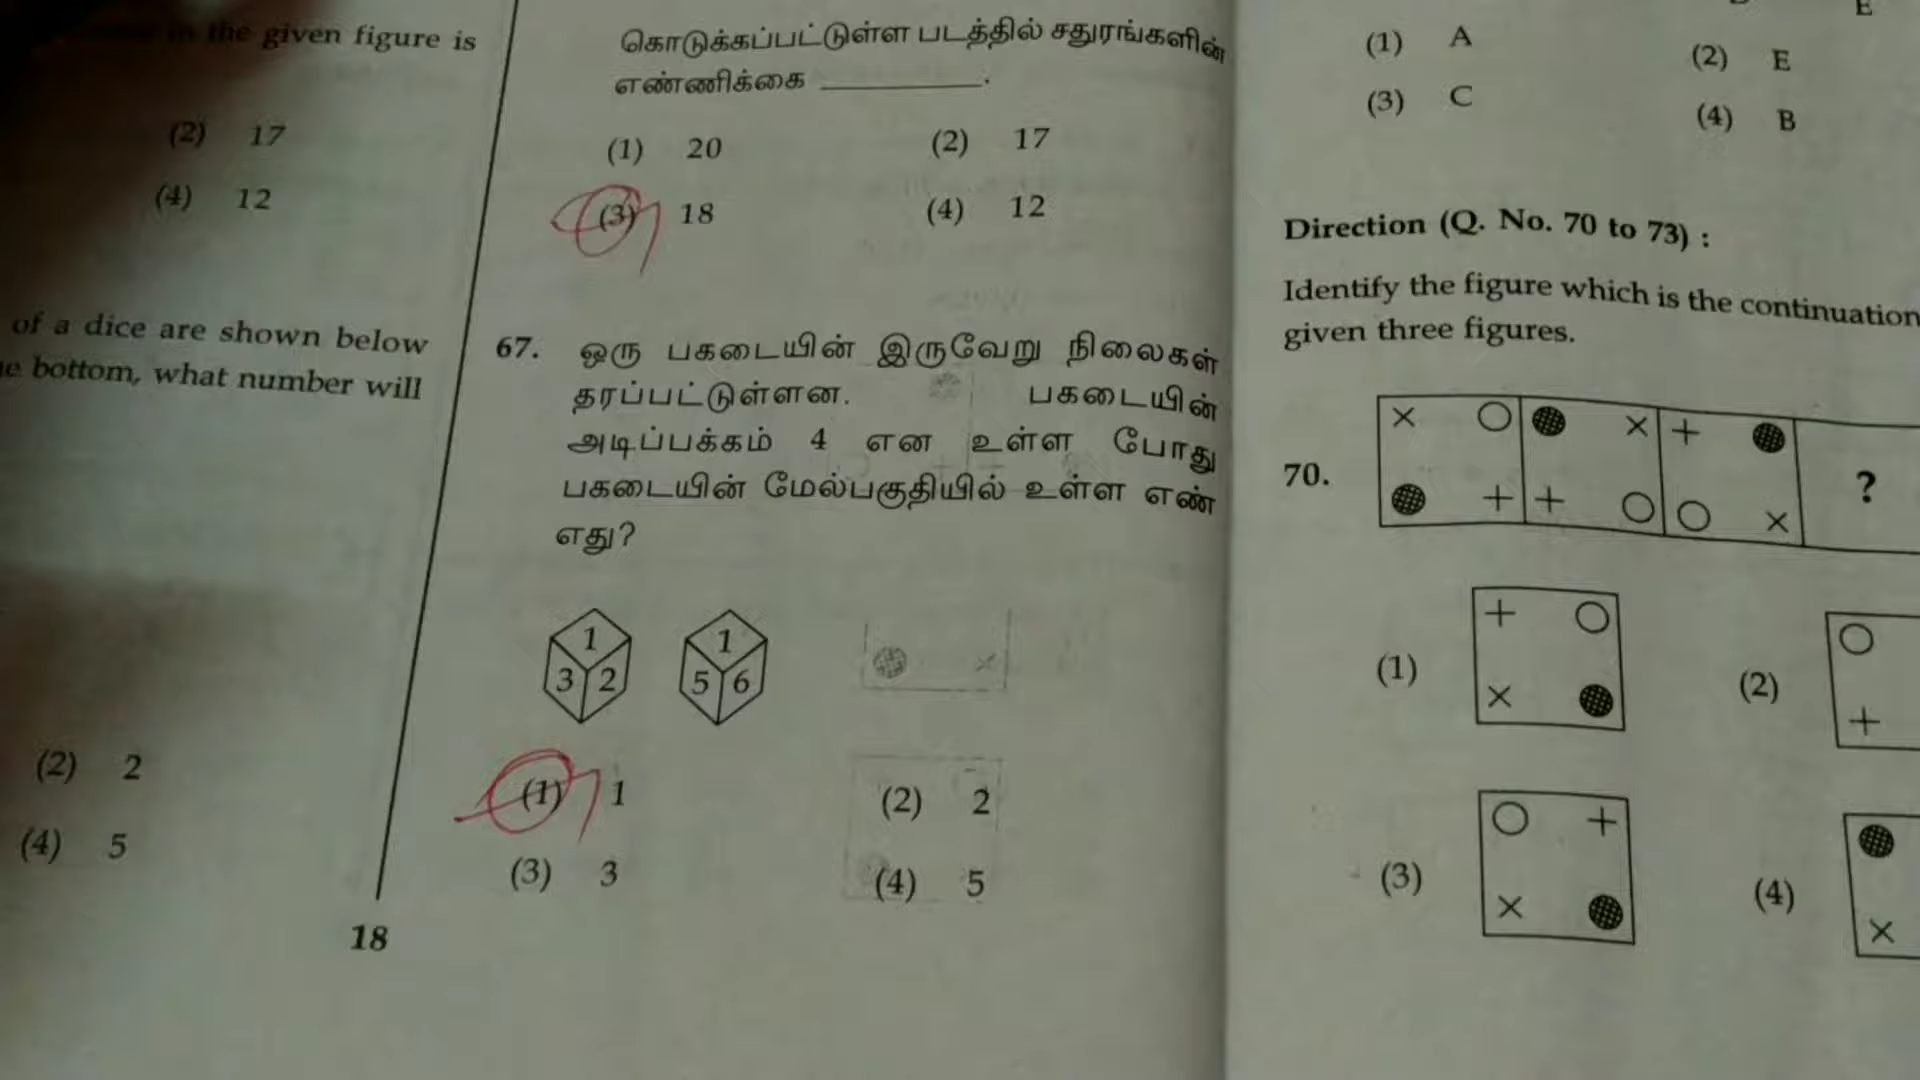 in the given figure is
(2) 17
(4) 12
of a dice are shown below
bottom, what number will
(2) 2
(4) 5
18
கொடுக்கப்பட்டுள்ள படத்தில் சதுரங்களின்
எண்ணிக்கை ____________.
(1) 20 (2) 17
(3) 18 (4) 12
67. ஒரு பகடையின் இருவேறு நிலைகள்
தரப்பட்டுள்ளன. பகடையின்
அடிப்பக்கம் 4 என உள்ள போது
பகடையின் மேல்பகுதியில் உள்ள எண்
எது?
1 1
3 2 5 6
(1) 1 (2) 2
(3) 3 (4) 5
E
(1) A (2) E
(3) C (4) B
Direction (Q. No. 70 to 73) :
Identify the figure which is the continuation
given three figures.
70. ?
(1) (2)
(3) (4)